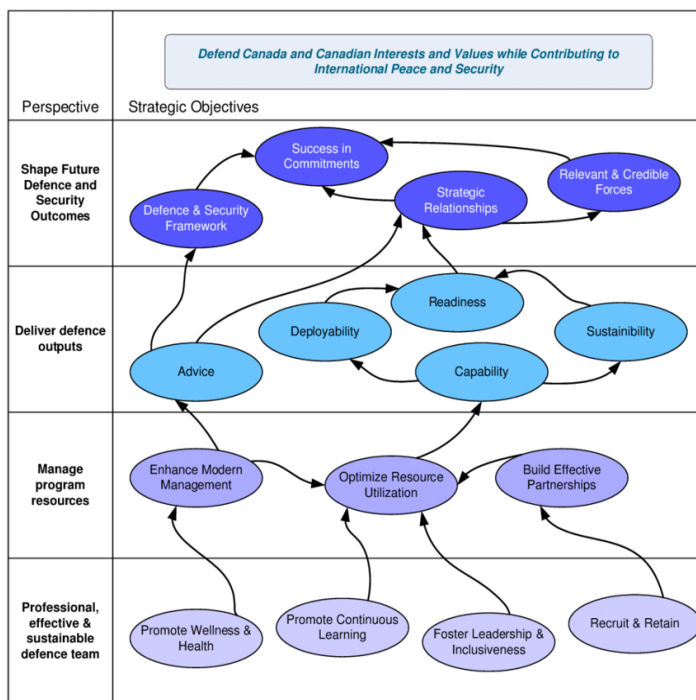 Defend Canada and Canadian Interests and Values while Contributing to
International Peace and Security
Perspective
Strategic Objectives
Shape Future
Defence and
Security
Outcomes
Success in
Commitments
Relevant & Credible
Forces
Strategic
Relationships
Defence & Security
Framework
Deliver defence
outputs
Readiness
Deployability
Sustainibility
Advice
Capability
Manage
program
resources
Enhance Modern
Management
Optimize Resource
Utilization
Build Effective
Partnerships
Professional,
effective &
sustainable
defence team
Promote Wellness &
Health
Promote Continuous
Learning
Foster Leadership &
Inclusiveness
Recruit & Retain